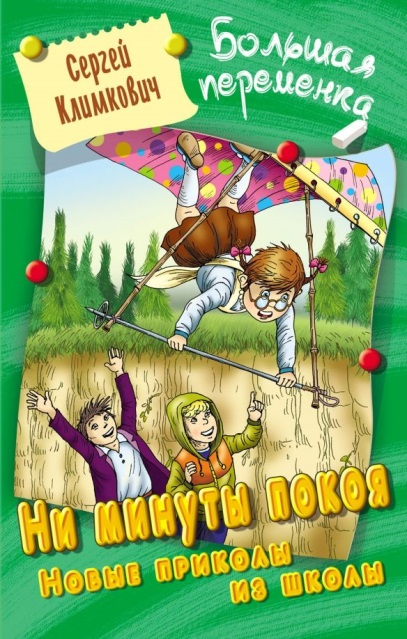 Сергей
Климкович
Большая
переменка
Ни минуты покоя
Новые приколы
из школы